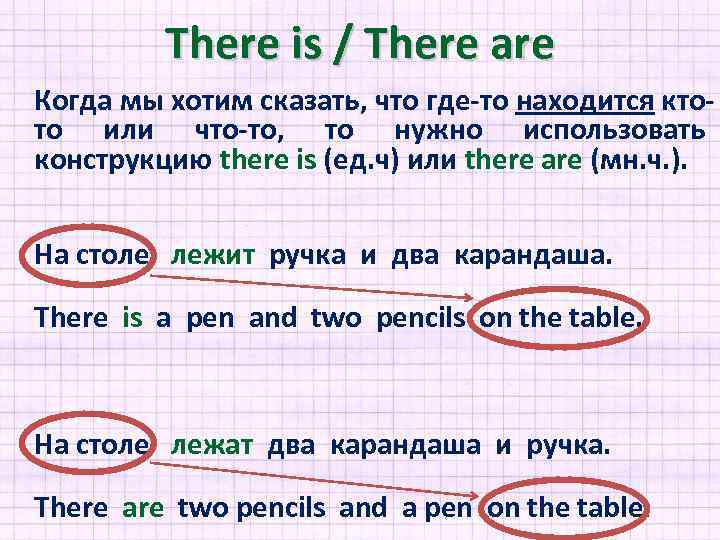 There is / There are
Когда мы хотим сказать, что где-то находится кто-
то или что-то, то нужно использовать
конструкцию there is (ед.ч) или there are (мн.ч.).
На столе лежит ручка и два карандаша.
There is a pen and two pencils on the table.
На столе лежат два карандаша и ручка.
There are two pencils and a pen on the table.